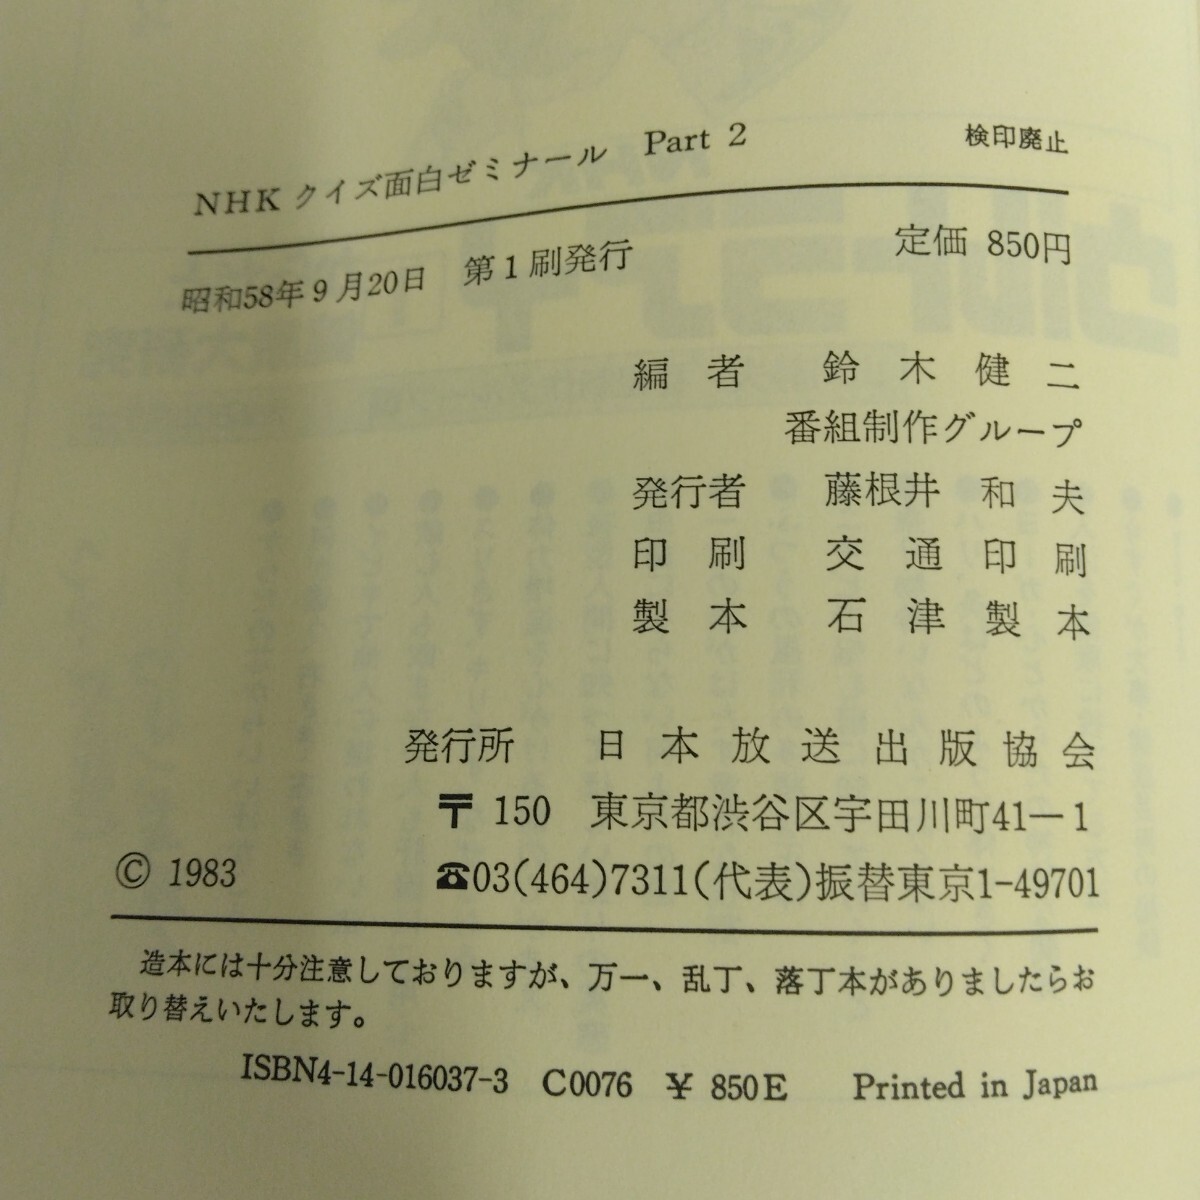 NHK クイズ面白ゼミナール Part 2 検印廃止
昭和58年9月20日 第1刷発行 定価 850円
編者 鈴木健二
番組制作グループ
発行者 藤根井和夫
印刷 交通印刷
製本 石津製本
発行所 日本放送出版協会
〒150 東京都渋谷区宇田川町41-1
© 1983 ☎03(464)7311(代表)振替東京1-49701
造本には十分注意しておりますが、万一、乱丁、落丁本がありましたらお
取り替えいたします。
ISBN4-14-016037-3 C0076 ¥850E Printed in Japan